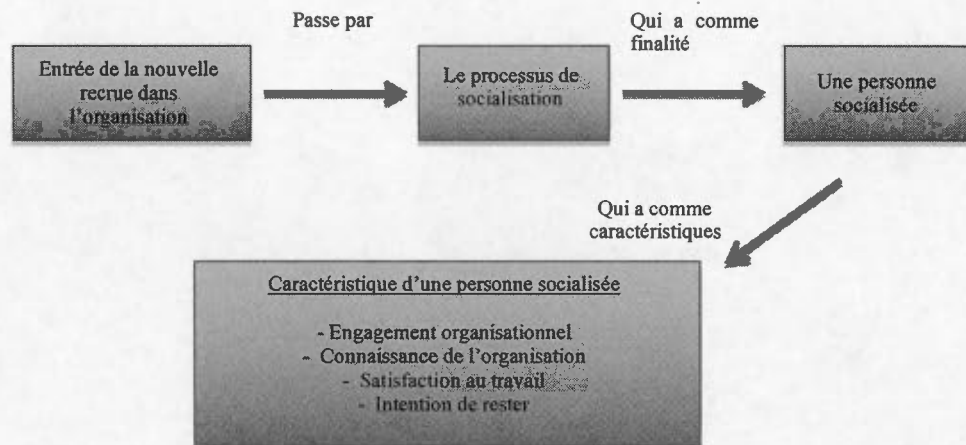 Passe par
Qui a comme
finalité
Entrée de la nouvelle
recrue dans
l'organisation
Le processus de
socialisation
Une personne
socialisée
Qui a comme
caractéristiques
Caractéristique d'une personne socialisée
- Engagement organisationnel
- Connaissance de l'organisation
- Satisfaction au travail
- Intention de rester